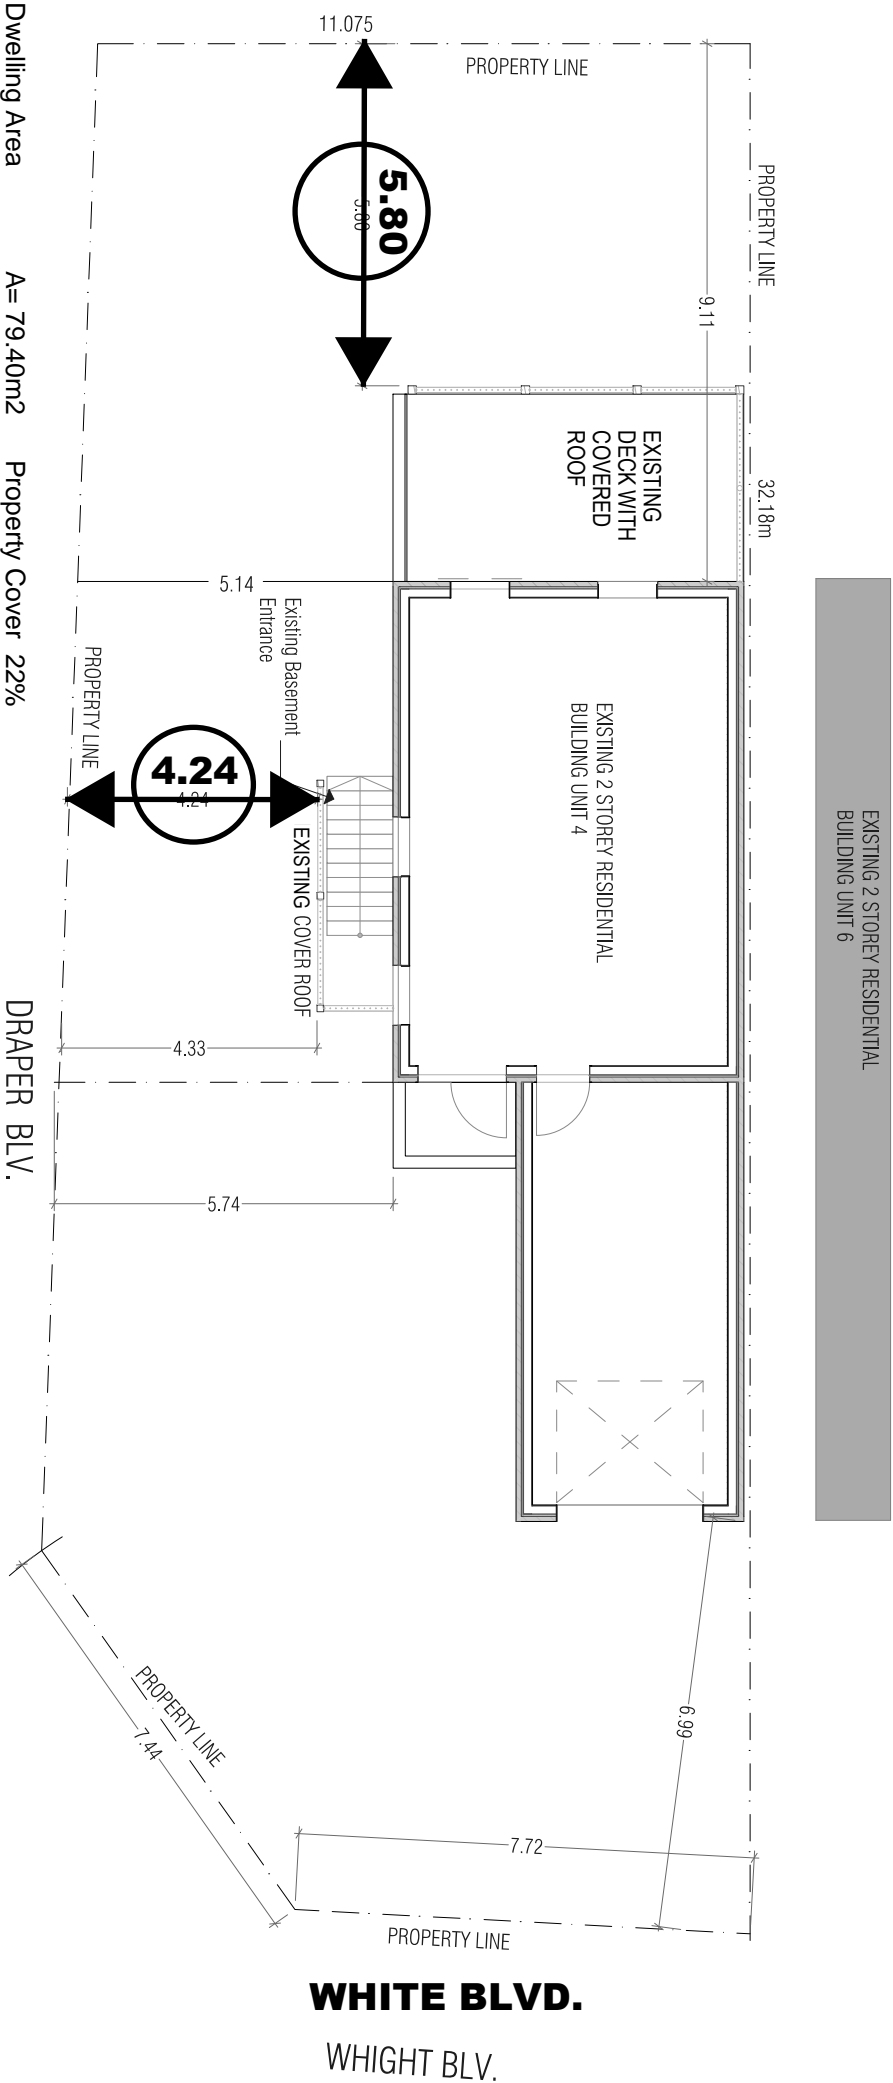 11.075
PROPERTY LINE
PROPERTY LINE
5.80
5.80
9.11
Dwelling Area A= 79.40m2 Property Cover 22%
EXISTING
DECK WITH
COVERED
ROOF
32.18m
5.14
Existing Basement
Entrance
PROPERTY LINE
EXISTING 2 STOREY RESIDENTIAL
BUILDING UNIT 4
4.24
4.24
EXISTING COVER ROOF
EXISTING 2 STOREY RESIDENTIAL
BUILDING UNIT 6
4.33
DRAPER BLV.
5.74
PROPERTY LINE
7.44
6.99
7.72
PROPERTY LINE
WHITE BLVD.
WHIGHT BLV.